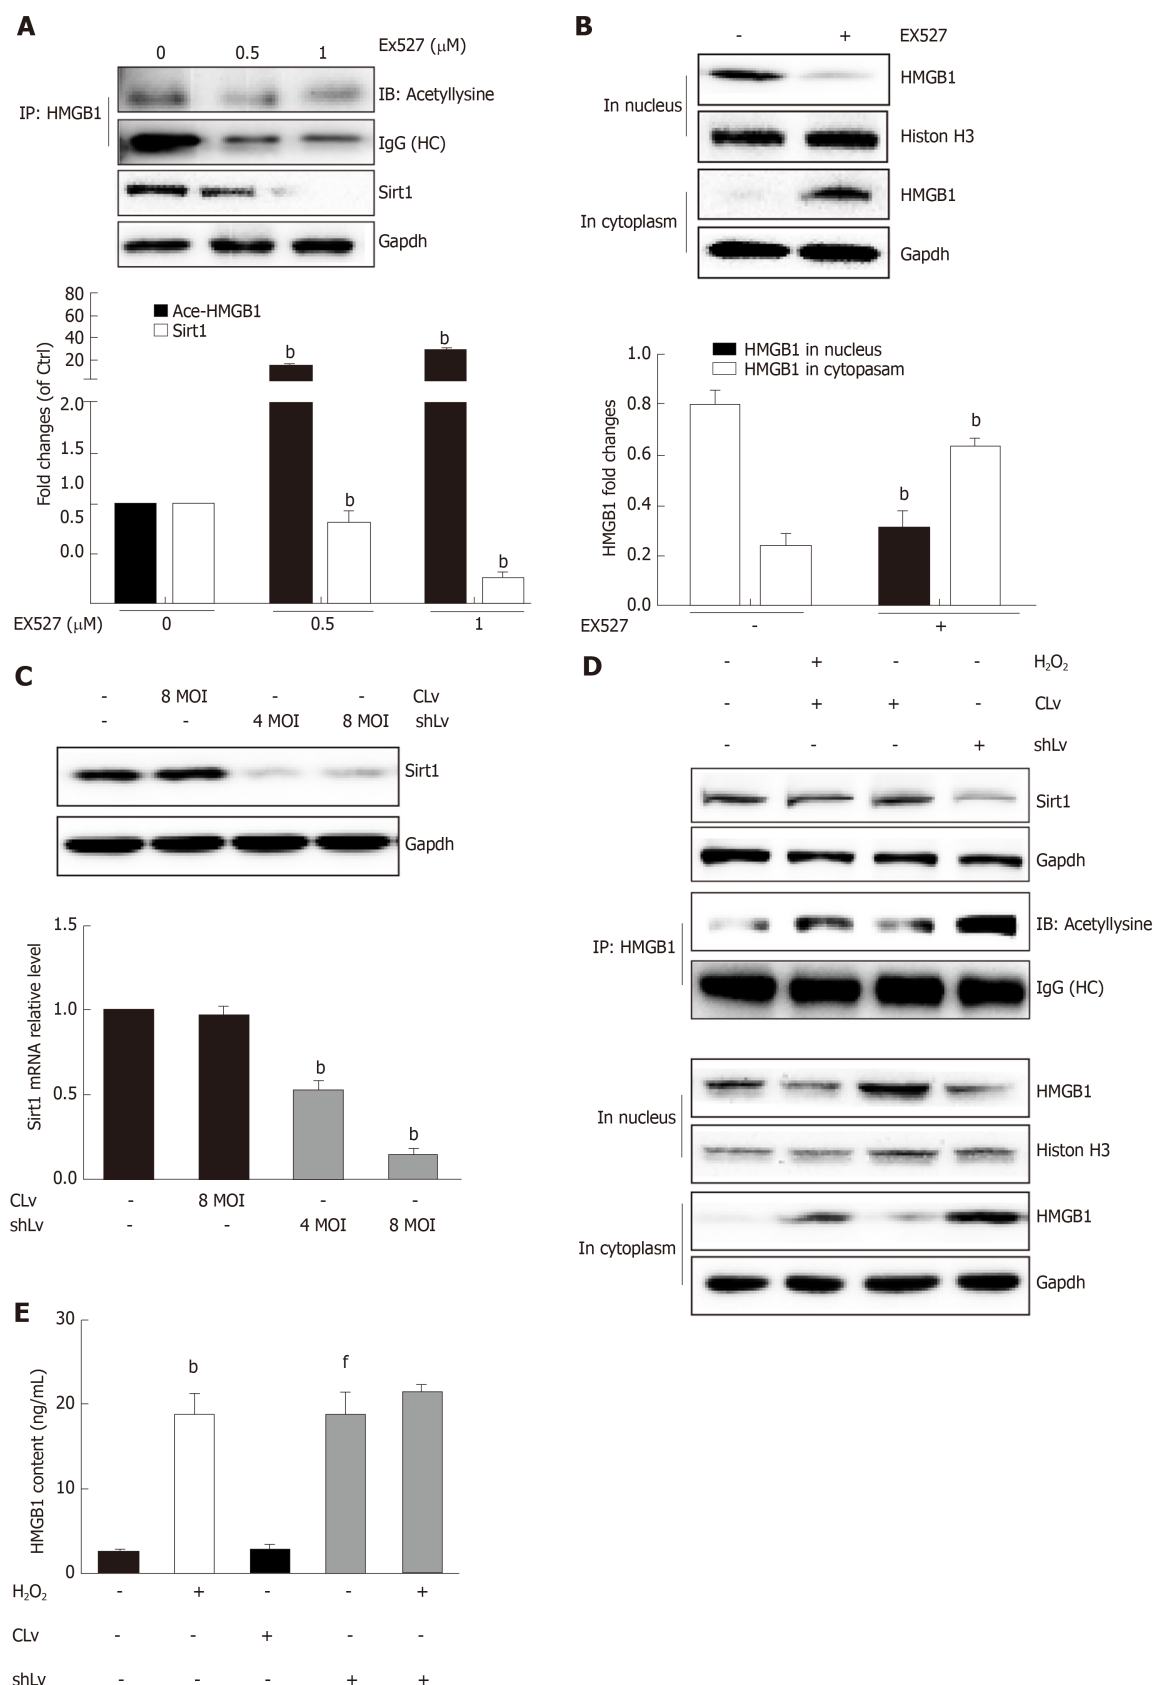 A
0 0.5 1 Ex527 (μM)
IP: HMGB1
IB: Acetyllysine
IgG (HC)
Sirt1
Gapdh
80
60
40
20
2.0
1.5
1.0
0.5
0.0
Fold changes (of Ctrl)
Ace-HMGB1
Sirt1
b
b
b
b
EX527 (μM) 0 0.5 1
B
- + EX527
In nucleus
HMGB1
Histon H3
In cytoplasm
HMGB1
Gapdh
1.0
0.8
0.6
0.4
0.2
0.0
HMGB1 fold changes
HMGB1 in nucleus
HMGB1 in cytopasam
b
b
EX527 - +
C
- 8 MOI - - CLv
- - 4 MOI 8 MOI shLv
Sirt1
Gapdh
1.5
1.0
0.5
0.0
Sirt1 mRNA relative level
b
b
CLv - 8 MOI - -
shLv - - 4 MOI 8 MOI
D
- + - - H₂O₂
- + + - CLv
- - - + shLv
Sirt1
Gapdh
IP: HMGB1
IB: Acetyllysine
IgG (HC)
In nucleus
HMGB1
Histon H3
In cytoplasm
HMGB1
Gapdh
E
30
20
10
0
HMGB1 content (ng/mL)
b
f
H₂O₂ - + - - +
CLv - - + - -
shLv - - - + +